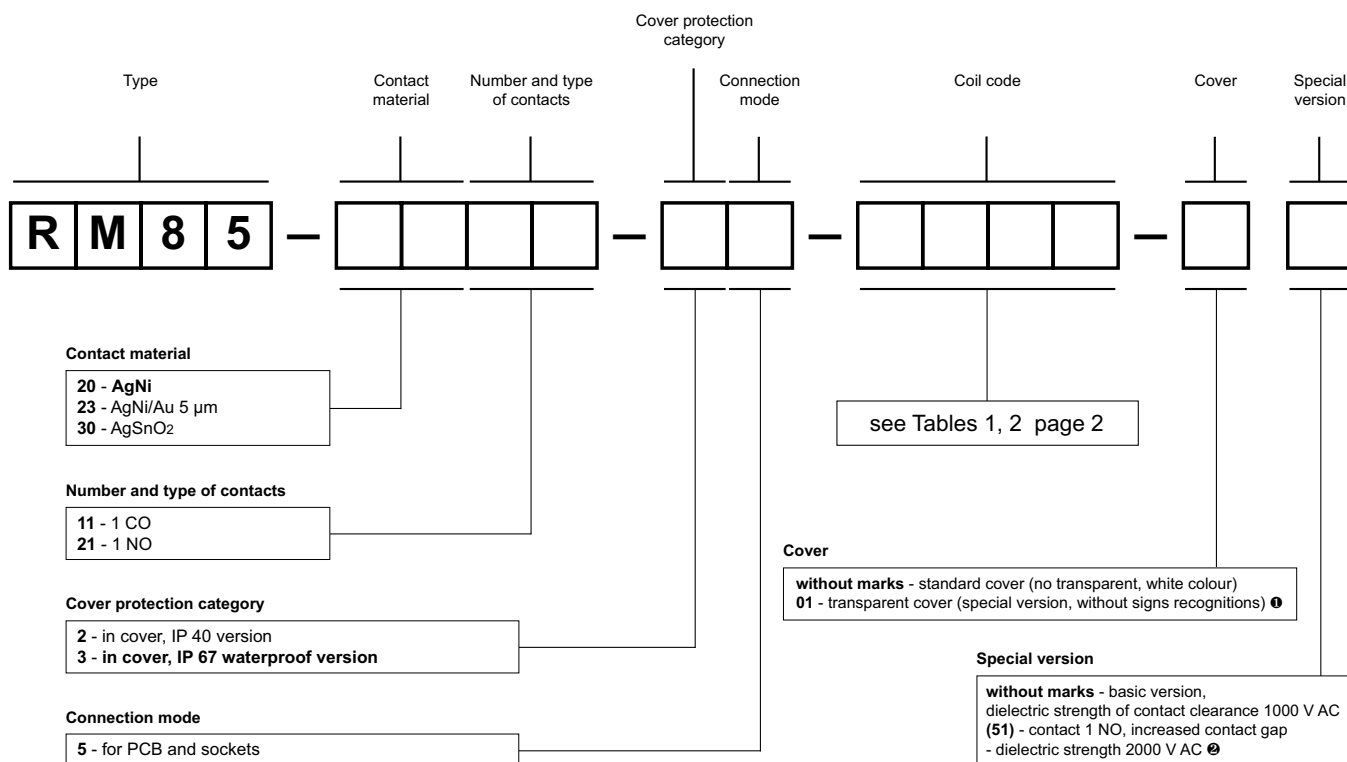 Cover protection
category
Type
Contact
material
Number and type
of contacts
Connection
mode
Coil code
Cover
Special
version
R M 8 5 – – – –
Contact material
20 - AgNi
23 - AgNi/Au 5 µm
30 - AgSnO2
see Tables 1, 2 page 2
Number and type of contacts
11 - 1 CO
21 - 1 NO
Cover
without marks - standard cover (no transparent, white colour)
01 - transparent cover (special version, without signs recognitions) ❶
Cover protection category
2 - in cover, IP 40 version
3 - in cover, IP 67 waterproof version
Special version
without marks - basic version,
dielectric strength of contact clearance 1000 V AC
(51) - contact 1 NO, increased contact gap
- dielectric strength 2000 V AC ❷
Connection mode
5 - for PCB and sockets